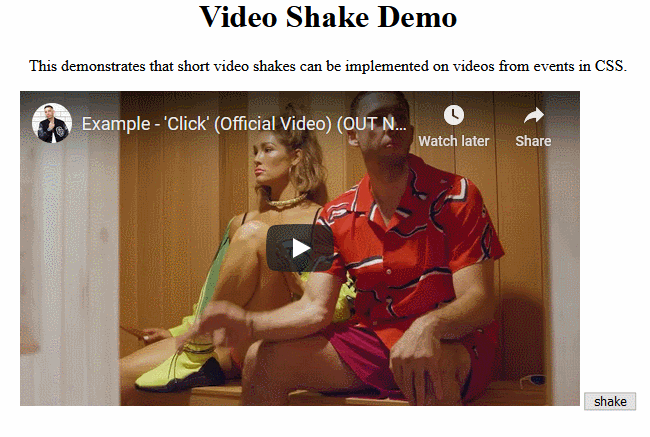 Video Shake Demo
This demonstrates that short video shakes can be implemented on videos from events in CSS.
Example - 'Click' (Official Video) (OUT N...
Watch later
Share
shake